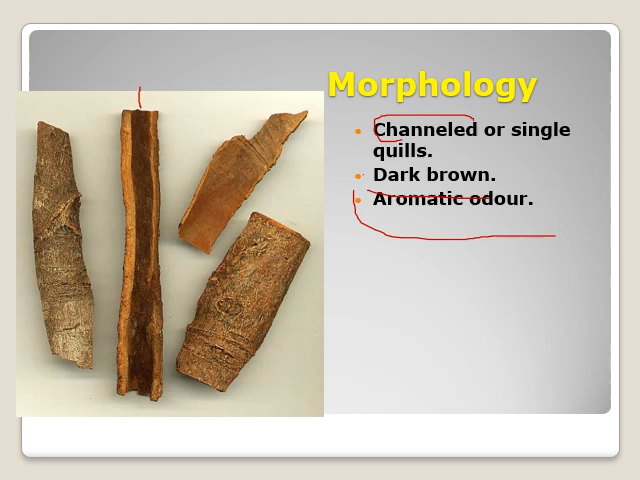 Morphology
Channeled or single
quills.
Dark brown.
Aromatic odour.